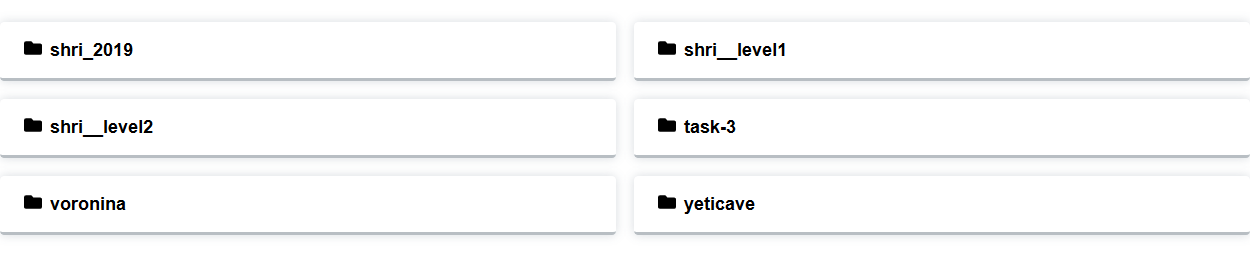 shri_2019
shri__level1
shri__level2
task-3
voronina
yeticave